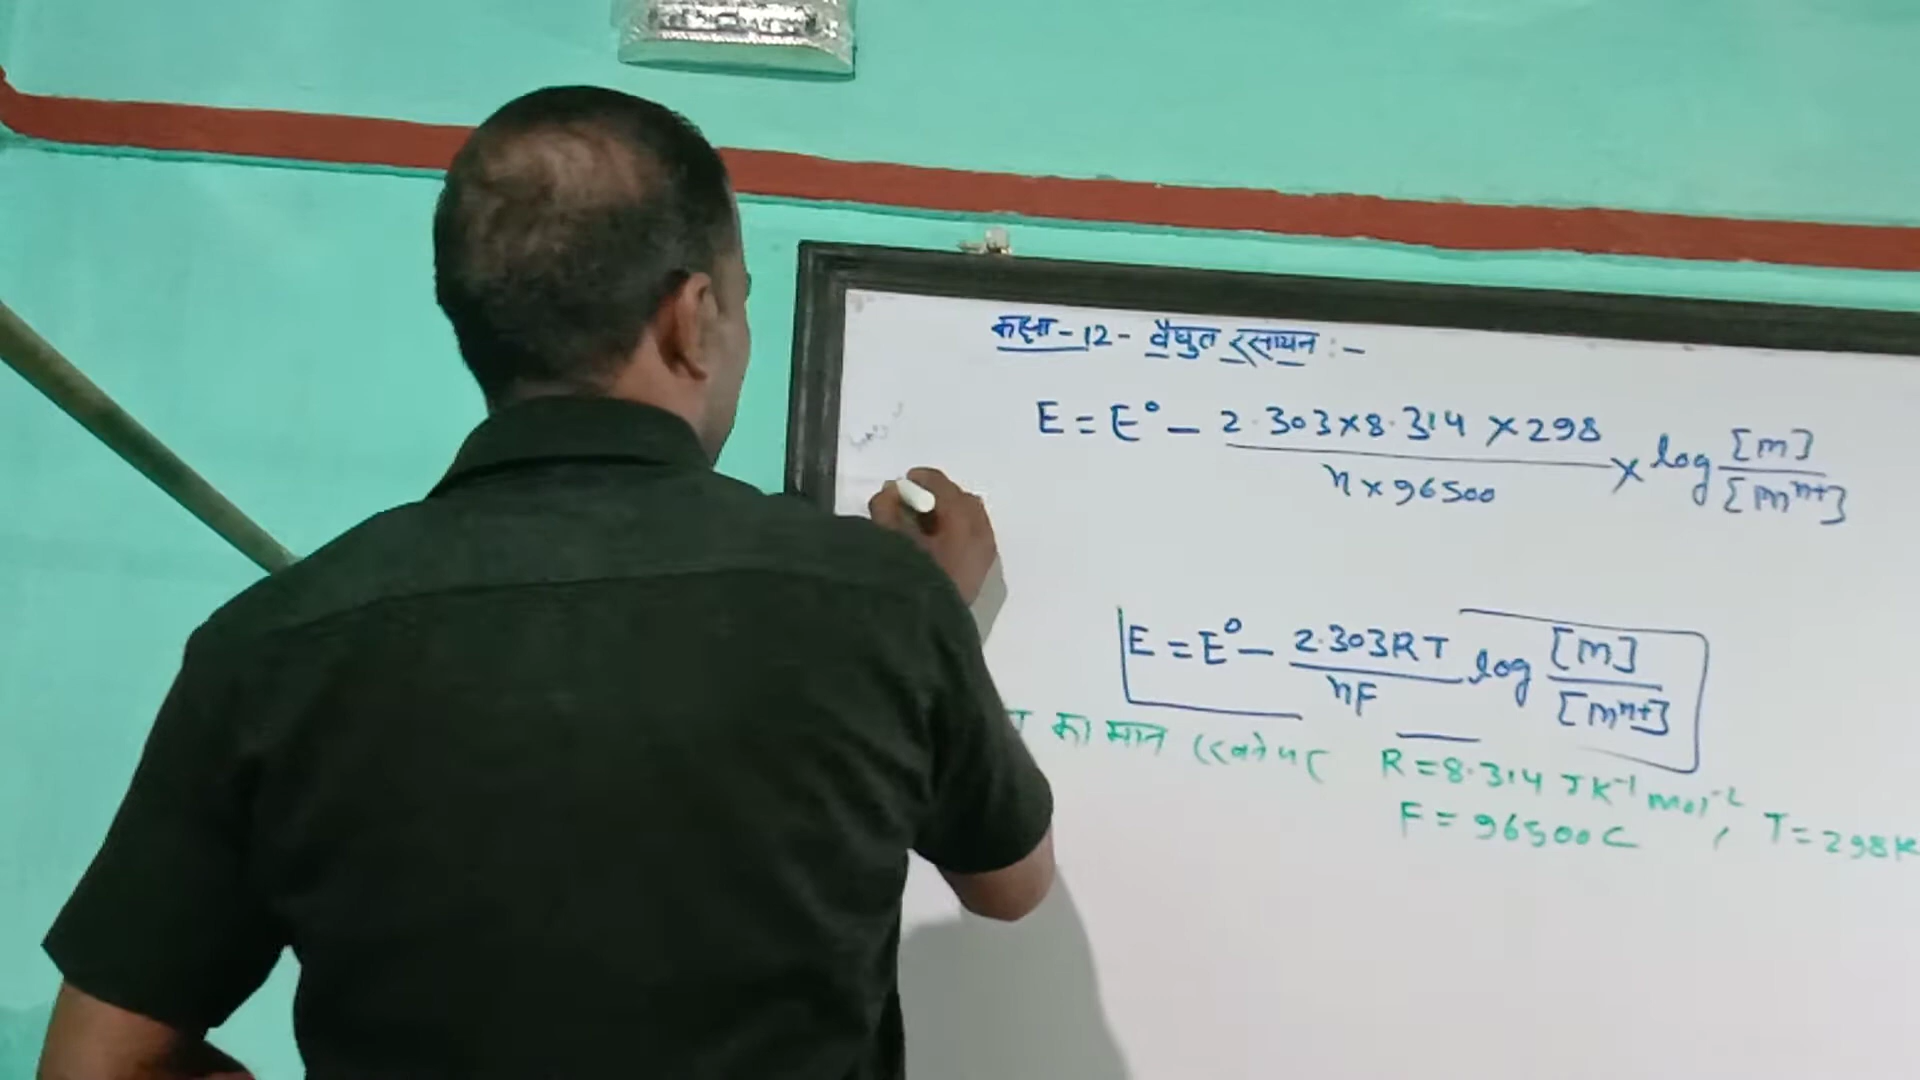 कक्षा-12- वैघुत रसायन :-
E = E° - 2.303×8.314 ×298 / n×96500 × log [m] / [m^n+]
E = E° - 2.303RT / nF log [m] / [m^n+]
का मान R = 8.314 JK⁻¹ mol⁻¹, T = 298K
F = 96500C